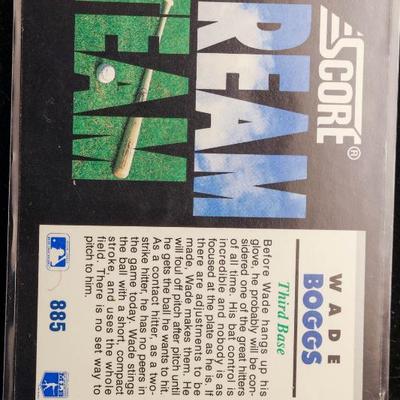 SCORE®
DREAM
TEAM
WADE
BOGGS
Third Base
Before Wade hangs up his
glove, he probably will be con-
sidered one of the great hitters
of all time. His bat control is
incredible and nobody is as
focused at the plate as he is. If
there are adjustments to be
made, Wade makes them. He
will foul off pitch after pitch until
he gets the ball he wants to hit.
As a contact hitter, as a two-
strike hitter, he has no peers in
the game today. Wade stings
the ball with a short, compact
stroke, and uses the whole
field. There is no set way to
pitch to him.
885